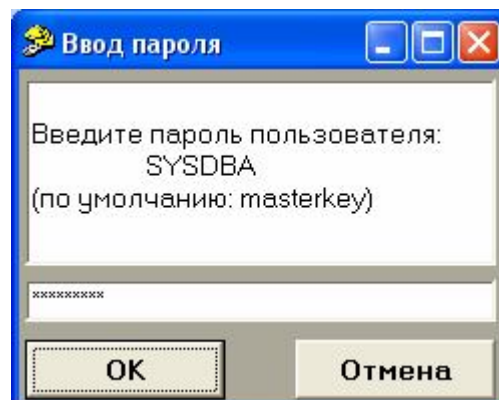 Ввод пароля
Введите пароль пользователя:
SYSDBA
(по умолчанию: masterkey)
*********
OK
Отмена